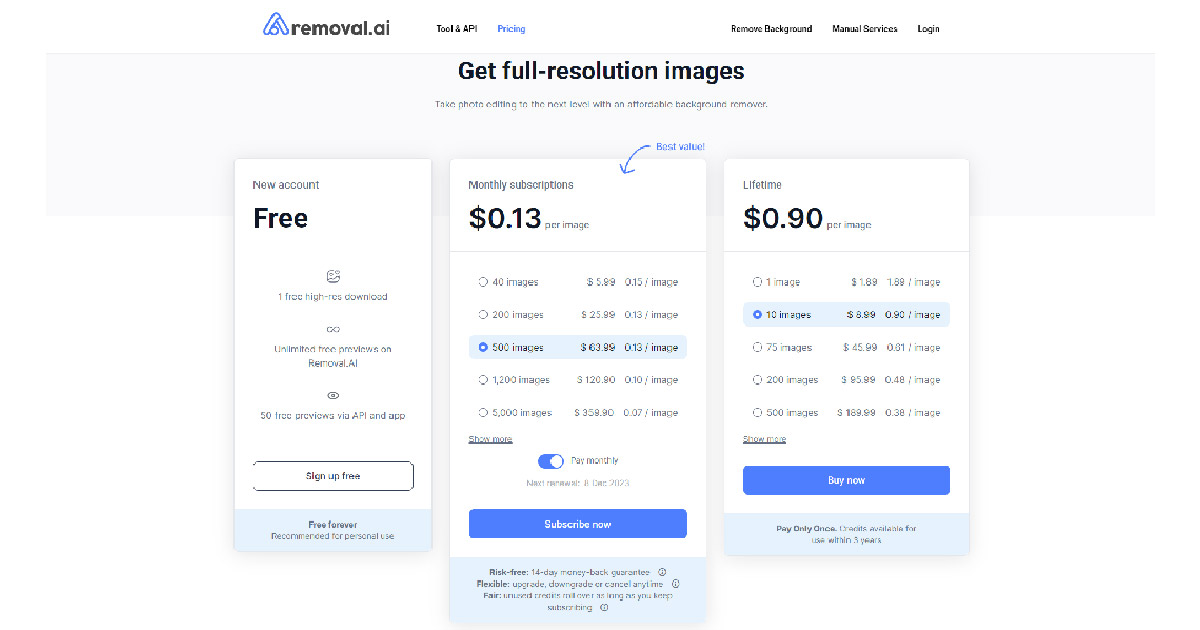 removal.ai
Tool & API
Pricing
Remove Background
Manual Services
Login
Get full-resolution images
Take photo editing to the next level with an affordable background remover.
Best value!
New account
Free
1 free high-res download
Unlimited free previews on
Removal.AI
50 free previews via API and app
Sign up free
Free forever
Recommended for personal use
Monthly subscriptions
$0.13 per image
40 images $ 5.99 0.15 / image
200 images $ 25.99 0.13 / image
500 images $ 63.99 0.13 / image
1,200 images $ 120.90 0.10 / image
5,000 images $ 359.90 0.07 / image
Show more
Pay monthly
Next renewal: 8 Dec 2023
Subscribe now
Risk-free: 14-day money-back guarantee
Flexible: upgrade, downgrade or cancel anytime
Fair: unused credits roll over as long as you keep
subscribing
Lifetime
$0.90 per image
1 image $ 1.89 1.89 / image
10 images $ 8.99 0.90 / image
75 images $ 45.99 0.61 / image
200 images $ 95.99 0.48 / image
500 images $ 189.99 0.38 / image
Show more
Buy now
Pay Only Once. Credits available for
use within 3 years